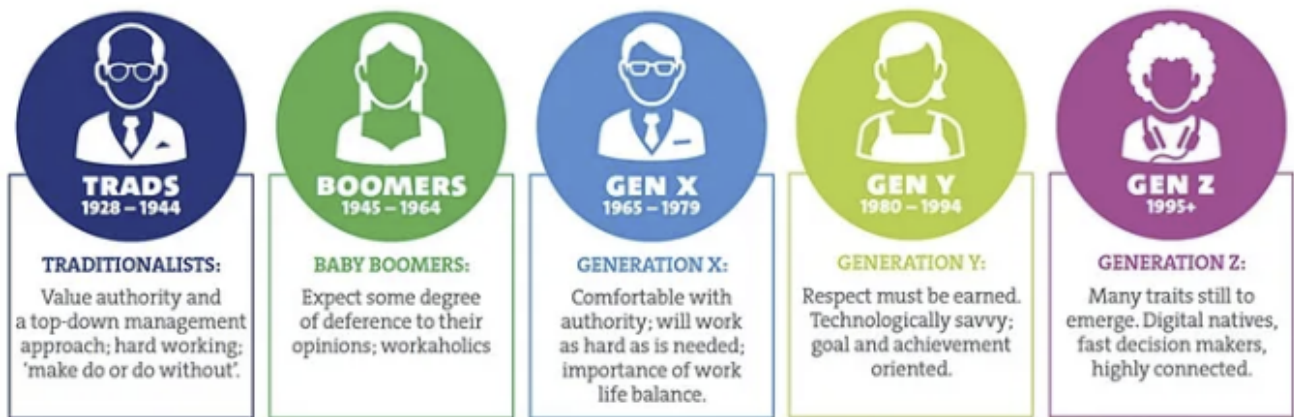 TRADS
1928 – 1944
TRADITIONALISTS:
Value authority and
a top-down management
approach; hard working;
'make do or do without'.
BOOMERS
1945 – 1964
BABY BOOMERS:
Expect some degree
of deference to their
opinions; workaholics
GEN X
1965 – 1979
GENERATION X:
Comfortable with
authority; will work
as hard as is needed;
importance of work
life balance.
GEN Y
1980 – 1994
GENERATION Y:
Respect must be earned.
Technologically savvy;
goal and achievement
oriented.
GEN Z
1995+
GENERATION Z:
Many traits still to
emerge. Digital natives,
fast decision makers,
highly connected.